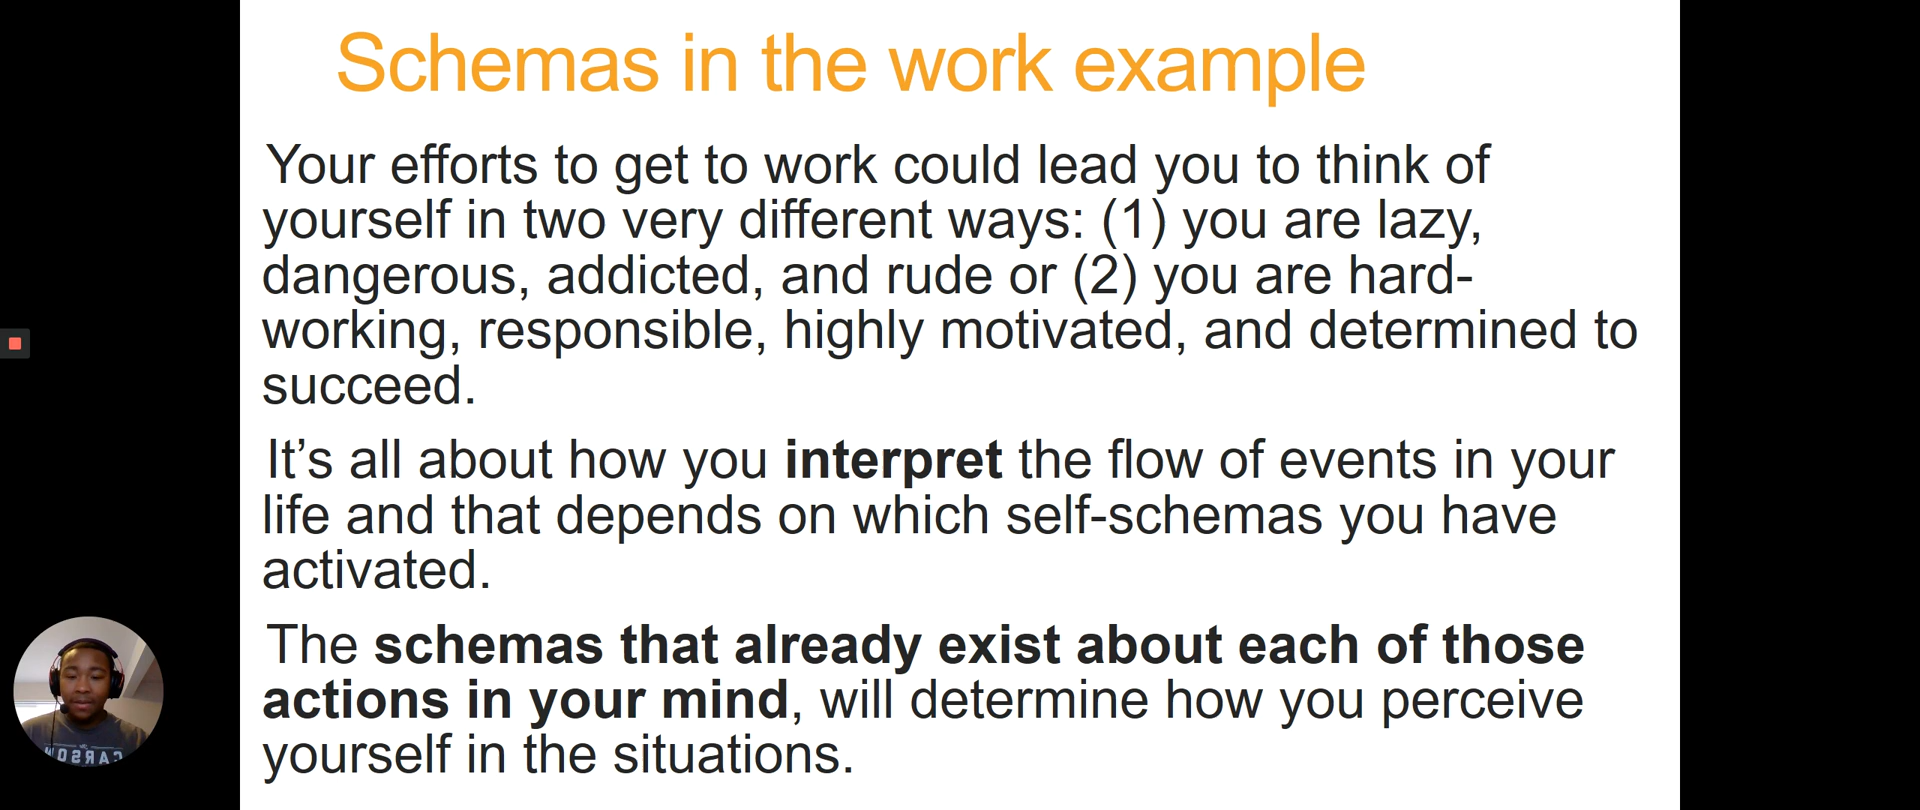 Schemas in the work example
Your efforts to get to work could lead you to think of
yourself in two very different ways: (1) you are lazy,
dangerous, addicted, and rude or (2) you are hard-
working, responsible, highly motivated, and determined to
succeed.
It’s all about how you interpret the flow of events in your
life and that depends on which self-schemas you have
activated.
The schemas that already exist about each of those
actions in your mind, will determine how you perceive
yourself in the situations.